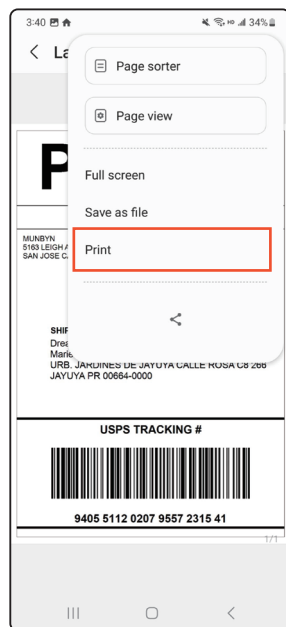 3:40
34%
La
Page sorter
Page view
P
Full screen
Save as file
Print
MUNBYN
5163 LEIGH
SAN JOSE C
SHIP
Drea
Marie
URB. JARDINES DE JAYUYA CALLE ROSA C8 266
JAYUYA PR 00664-0000
USPS TRACKING #
9405 5112 0207 9557 2315 41
1/1